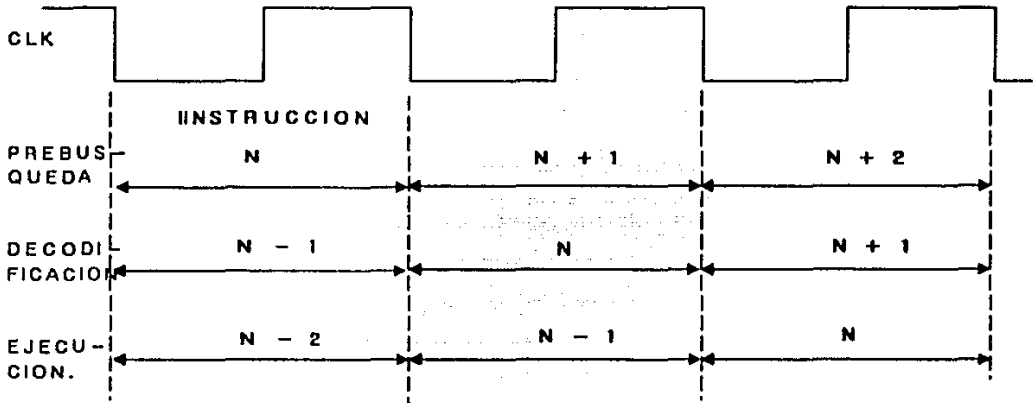 CLK
IINSTRUCCION
PREBUS-
QUEDA
N
N + 1
N + 2
DECODI-
FICACION
N - 1
N
N + 1
EJECU-
CION.
N - 2
N - 1
N